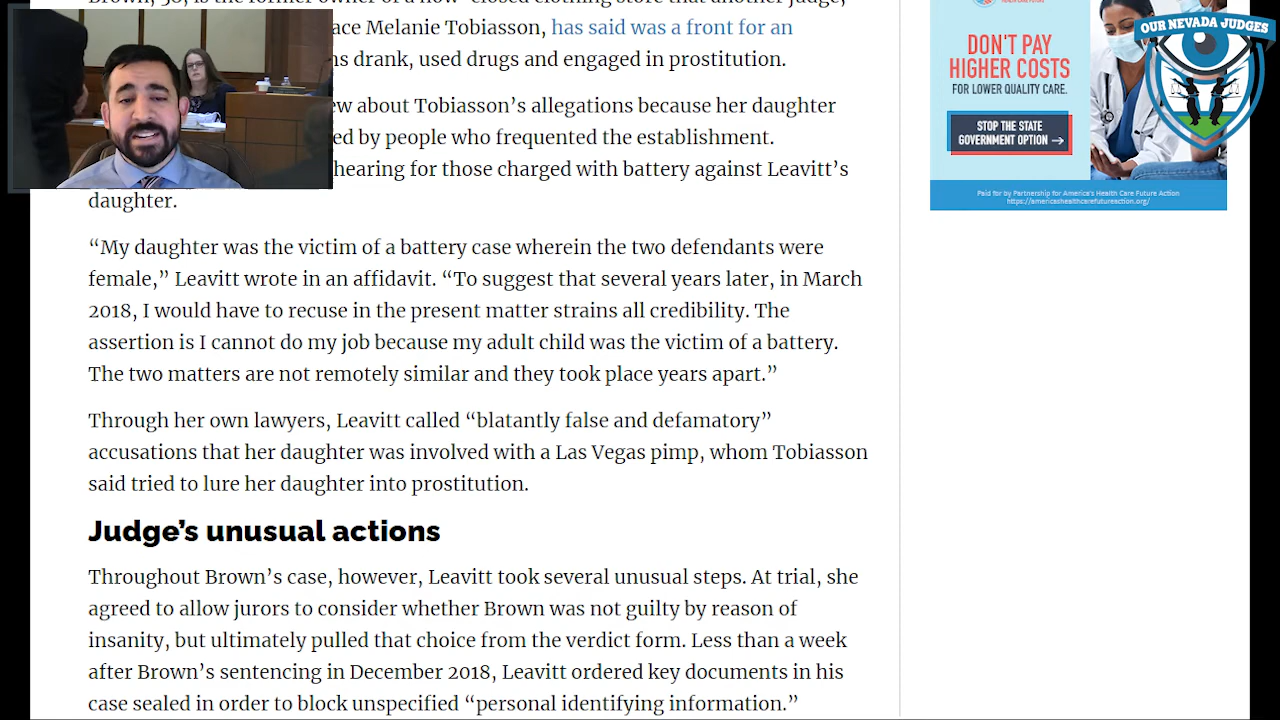 Brown, 38, is the former owner of a now-closed clothing store that another judge,
ace Melanie Tobiasson, has said was a front for an
ns drank, used drugs and engaged in prostitution.
ew about Tobiasson’s allegations because her daughter
ed by people who frequented the establishment.
hearing for those charged with battery against Leavitt’s
daughter.
“My daughter was the victim of a battery case wherein the two defendants were
female,” Leavitt wrote in an affidavit. “To suggest that several years later, in March
2018, I would have to recuse in the present matter strains all credibility. The
assertion is I cannot do my job because my adult child was the victim of a battery.
The two matters are not remotely similar and they took place years apart.”
Through her own lawyers, Leavitt called “blatantly false and defamatory”
accusations that her daughter was involved with a Las Vegas pimp, whom Tobiasson
said tried to lure her daughter into prostitution.
Judge’s unusual actions
Throughout Brown’s case, however, Leavitt took several unusual steps. At trial, she
agreed to allow jurors to consider whether Brown was not guilty by reason of
insanity, but ultimately pulled that choice from the verdict form. Less than a week
after Brown’s sentencing in December 2018, Leavitt ordered key documents in his
case sealed in order to block unspecified “personal identifying information.”
DON'T PAY
HIGHER COSTS
FOR LOWER QUALITY CARE.
STOP THE STATE
GOVERNMENT OPTION →
Paid for by Partnership for America's Health Care Future Action
https://americashealthcarefutureaction.org/
OUR NEVADA JUDGES